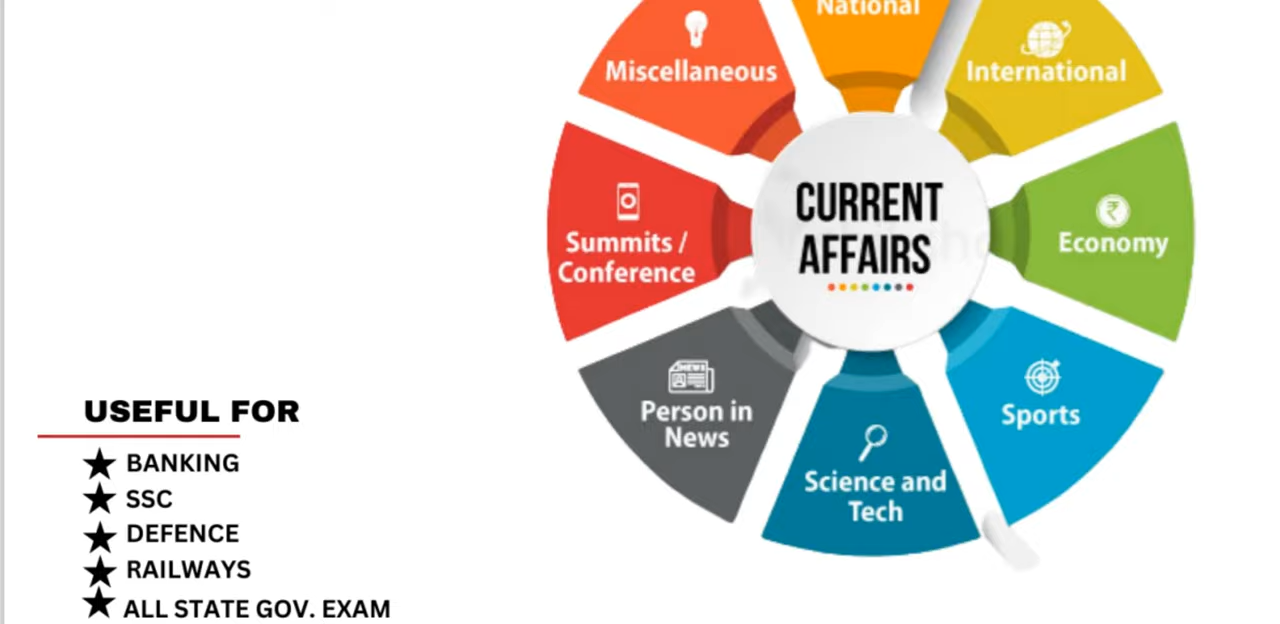 National
Miscellaneous
International
CURRENT
AFFAIRS
Summits /
Conference
Economy
Person in
News
Sports
Science and
Tech
USEFUL FOR
BANKING
SSC
DEFENCE
RAILWAYS
ALL STATE GOV. EXAM